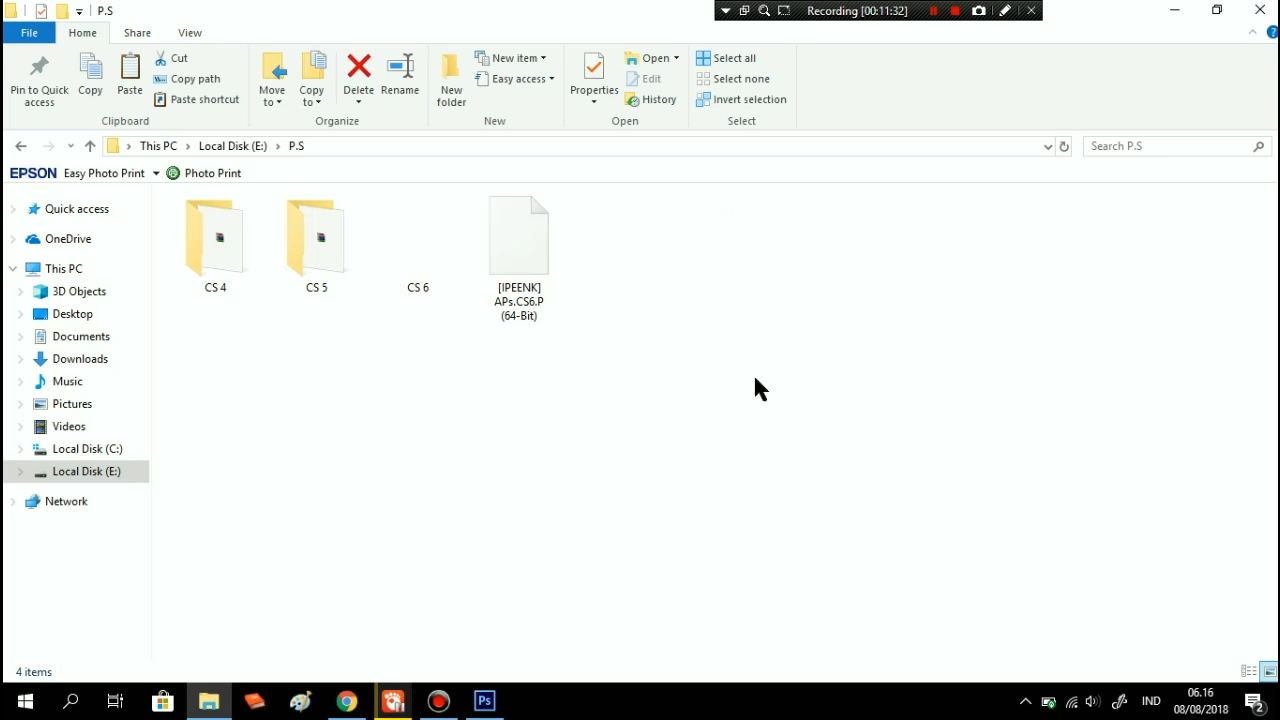 P.S
Recording [00:11:32]
File Home Share View
Pin to Quick access
Copy
Paste
Cut
Copy path
Paste shortcut
Clipboard
Move to
Copy to
Delete
Rename
Organize
New folder
New item
Easy access
New
Properties
Open
Edit
History
Open
Select all
Select none
Invert selection
Select
This PC Local Disk (E:) P.S
Search P.S
EPSON Easy Photo Print Photo Print
Quick access
OneDrive
This PC
3D Objects
Desktop
Documents
Downloads
Music
Pictures
Videos
Local Disk (C:)
Local Disk (E:)
Network
CS 4
CS 5
CS 6
[IPEENK]
APs.CS6.P
(64-Bit)
4 items
Ps
IND
06.16
08/08/2018
2